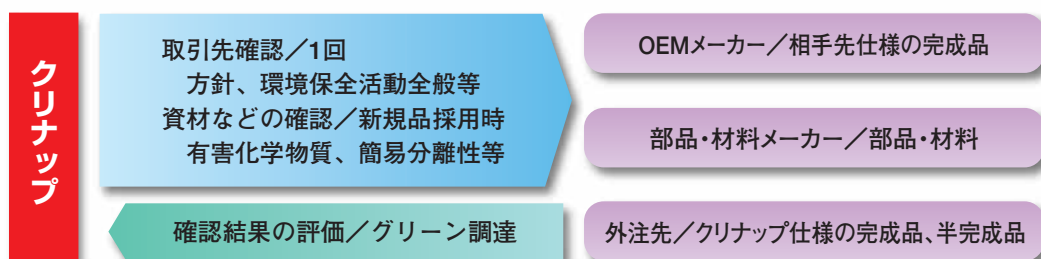 クリナップ
取引先確認／1回
方針、環境保全活動全般等
資材などの確認／新規品採用時
有害化学物質、簡易分離性等
確認結果の評価／グリーン調達
OEMメーカー／相手先仕様の完成品
部品・材料メーカー／部品・材料
外注先／クリナップ仕様の完成品、半完成品